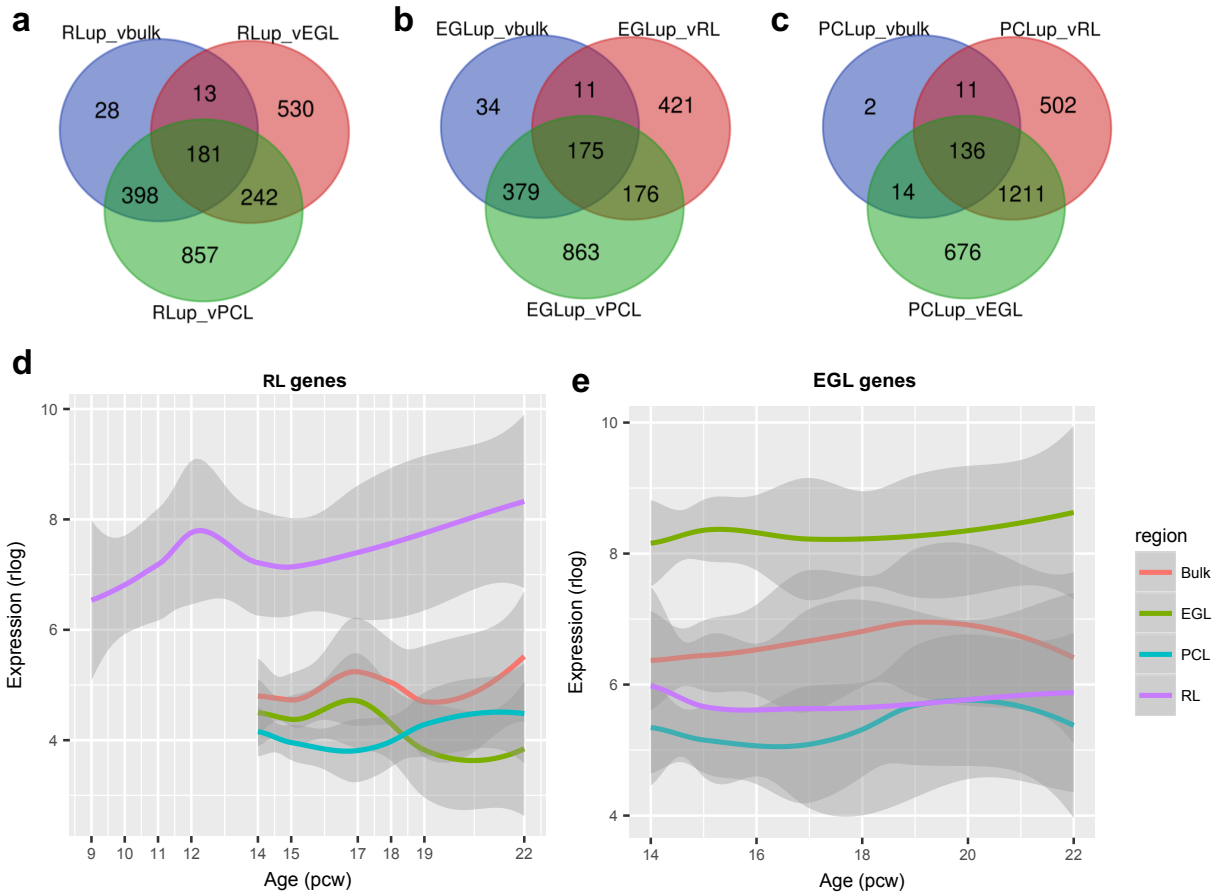 a
RLup_vbulk
RLup_vEGL
28
13
530
181
398
242
857
RLup_vPCL
b
EGLup_vbulk
EGLup_vRL
34
11
421
175
379
176
863
EGLup_vPCL
c
PCLup_vbulk
PCLup_vRL
2
11
502
136
14
1211
676
PCLup_vEGL
d
RL genes
Expression (rlog)
10
8
6
4
9 10 11 12 14 15 17 18 19 22
Age (pcw)
e
EGL genes
Expression (rlog)
10
8
6
4
14 16 18 20 22
Age (pcw)
region
Bulk
EGL
PCL
RL